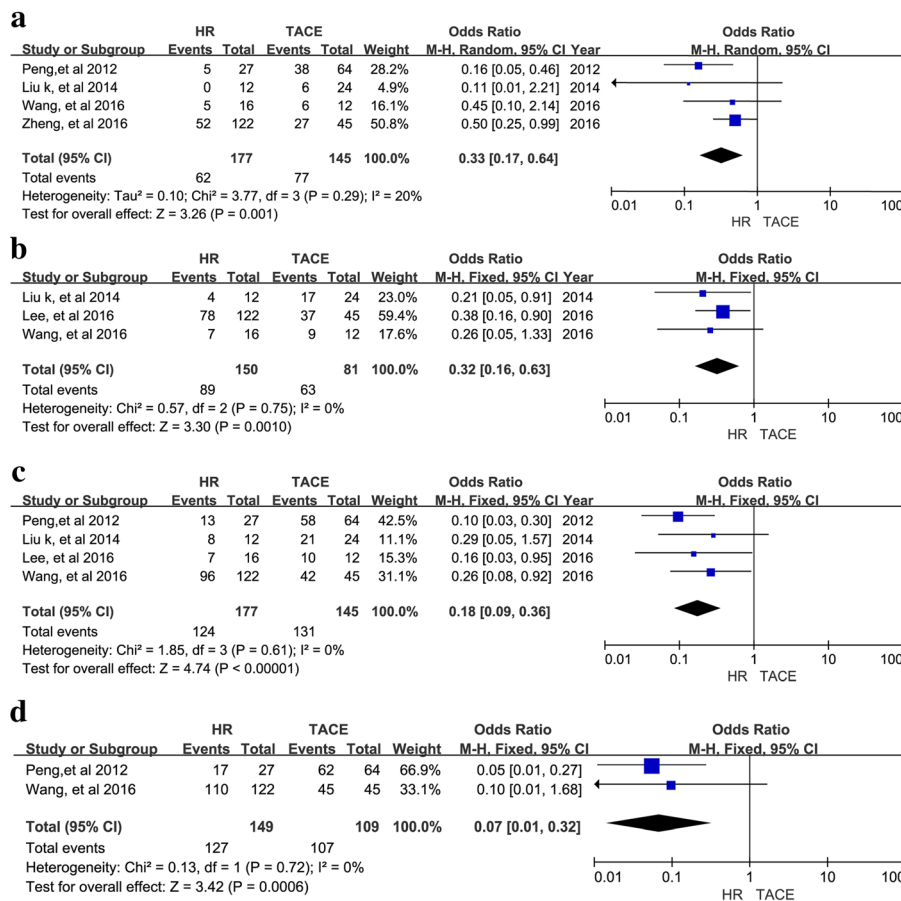 a
HR TACE Odds Ratio Odds Ratio
Study or Subgroup Events Total Events Total Weight M-H, Random, 95% CI Year M-H, Random, 95% CI
Peng,et al 2012 5 27 38 64 28.2% 0.16 [0.05, 0.46] 2012
Liu k, et al 2014 0 12 6 24 4.9% 0.11 [0.01, 2.21] 2014
Wang, et al 2016 5 16 6 12 16.1% 0.45 [0.10, 2.14] 2016
Zheng, et al 2016 52 122 27 45 50.8% 0.50 [0.25, 0.99] 2016
Total (95% CI) 177 145 100.0% 0.33 [0.17, 0.64]
Total events 62 77
Heterogeneity: Tau² = 0.10; Chi² = 3.77, df = 3 (P = 0.29); I² = 20%
Test for overall effect: Z = 3.26 (P = 0.001)
0.01 0.1 1 10
HR TACE
b
HR TACE Odds Ratio Odds Ratio
Study or Subgroup Events Total Events Total Weight M-H, Fixed, 95% CI Year M-H, Fixed, 95% CI
Liu k, et al 2014 4 12 17 24 23.0% 0.21 [0.05, 0.91] 2014
Lee, et al 2016 78 122 37 45 59.4% 0.38 [0.16, 0.90] 2016
Wang, et al 2016 7 16 9 12 17.6% 0.26 [0.05, 1.33] 2016
Total (95% CI) 150 81 100.0% 0.32 [0.16, 0.63]
Total events 89 63
Heterogeneity: Chi² = 0.57, df = 2 (P = 0.75); I² = 0%
Test for overall effect: Z = 3.30 (P = 0.0010)
0.01 0.1 1 10
HR TACE
c
HR TACE Odds Ratio Odds Ratio
Study or Subgroup Events Total Events Total Weight M-H, Fixed, 95% CI Year M-H, Fixed, 95% CI
Peng,et al 2012 13 27 58 64 42.5% 0.10 [0.03, 0.30] 2012
Liu k, et al 2014 8 12 21 24 11.1% 0.29 [0.05, 1.57] 2014
Lee, et al 2016 7 16 10 12 15.3% 0.16 [0.03, 0.95] 2016
Wang, et al 2016 96 122 42 45 31.1% 0.26 [0.08, 0.92] 2016
Total (95% CI) 177 145 100.0% 0.18 [0.09, 0.36]
Total events 124 131
Heterogeneity: Chi² = 1.85, df = 3 (P = 0.61); I² = 0%
Test for overall effect: Z = 4.74 (P < 0.00001)
0.01 0.1 1 10
HR TACE
d
HR TACE Odds Ratio Odds Ratio
Study or Subgroup Events Total Events Total Weight M-H, Fixed, 95% CI M-H, Fixed, 95% CI
Peng,et al 2012 17 27 62 64 66.9% 0.05 [0.01, 0.27]
Wang, et al 2016 110 122 45 45 33.1% 0.10 [0.01, 1.68]
Total (95% CI) 149 109 100.0% 0.07 [0.01, 0.32]
Total events 127 107
Heterogeneity: Chi² = 0.13, df = 1 (P = 0.72); I² = 0%
Test for overall effect: Z = 3.42 (P = 0.0006)
0.01 0.1 1 10
HR TACE